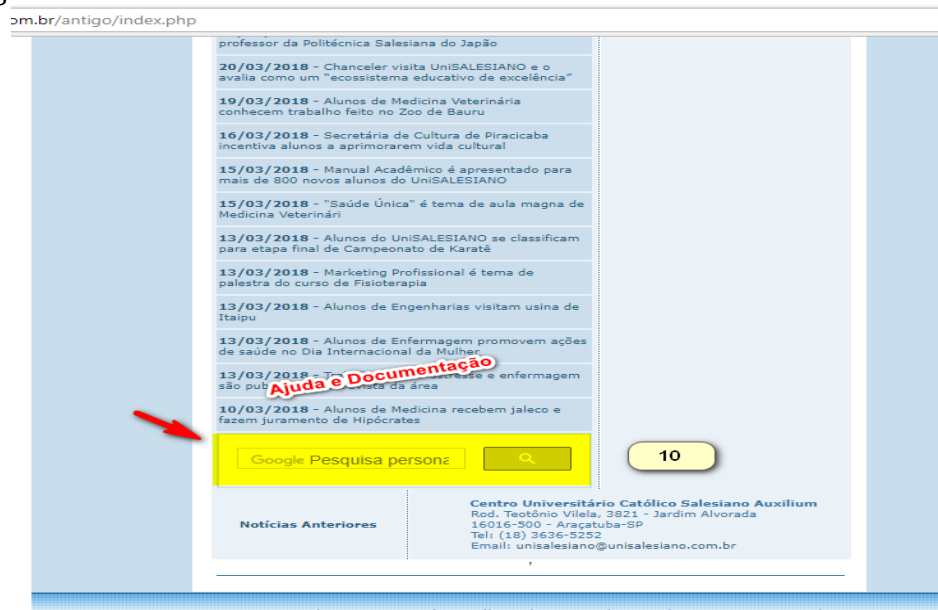 om.br/antigo/index.php
professor da Politécnica Salesiana do Japão
20/03/2018 - Chanceler visita UniSALESIANO e o
avalia como um "ecossistema educativo de excelência"
19/03/2018 - Alunos de Medicina Veterinária
conhecem trabalho feito no Zoo de Bauru
16/03/2018 - Secretária de Cultura de Piracicaba
incentiva alunos a aprimorarem vida cultural
15/03/2018 - Manual Acadêmico é apresentado para
mais de 800 novos alunos do UniSALESIANO
15/03/2018 - "Saúde Única" é tema de aula magna de
Medicina Veterinári
13/03/2018 - Alunos do UniSALESIANO se classificam
para etapa final de Campeonato de Karatê
13/03/2018 - Marketing Profissional é tema de
palestra do curso de Fisioterapia
13/03/2018 - Alunos de Engenharias visitam usina de
Itaipu
13/03/2018 - Alunos de Enfermagem promovem ações
de saúde no Dia Internacional da Mulher
Ajuda e Documentação
13/03/2018 - e enfermagem
são da área
10/03/2018 - Alunos de Medicina recebem jaleco e
fazem juramento de Hipócrates
Google Pesquisa persona
10
Notícias Anteriores
Centro Universitário Católico Salesiano Auxilium
Rod. Teotônio Vilela, 3821 - Jardim Alvorada
16016-500 - Araçatuba-SP
Tel: (18) 3636-5252
Email: unisalesiano@unisalesiano.com.br